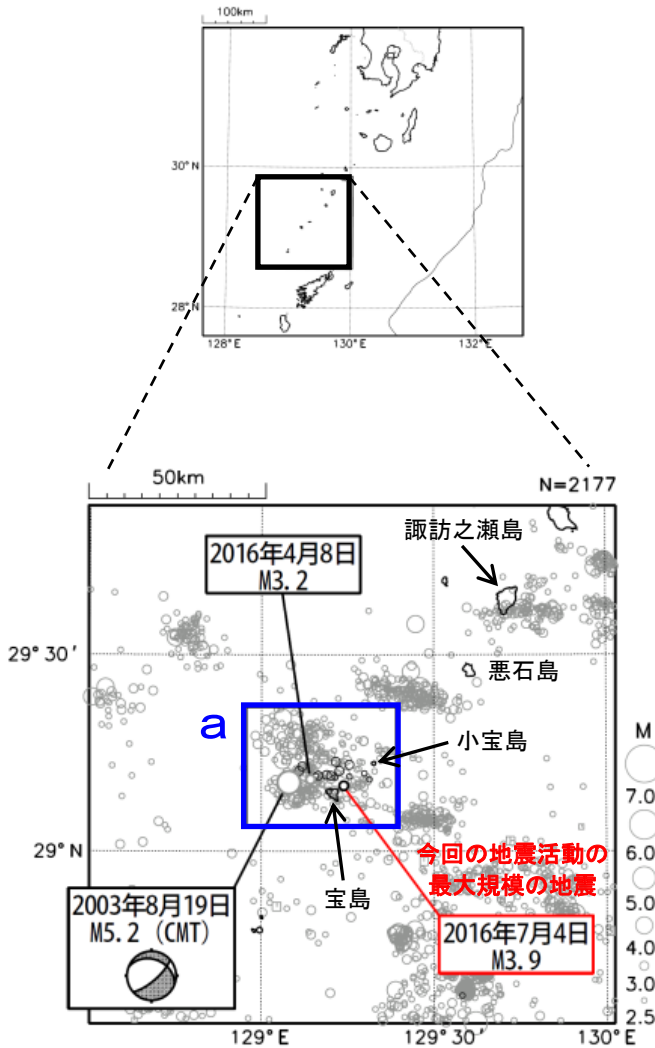 100km
30°N
28°N
128°E
130°E
132°E
50km
N=2177
諏訪之瀬島
2016年4月8日
M3.2
29°30′
悪石島
a
小宝島
M
7.0
6.0
5.0
4.0
3.0
2.5
29°N
今回の地震活動の
最大規模の地震
宝島
2003年8月19日
M5.2 (CMT)
2016年7月4日
M3.9
129°E
129°30′E
130°E